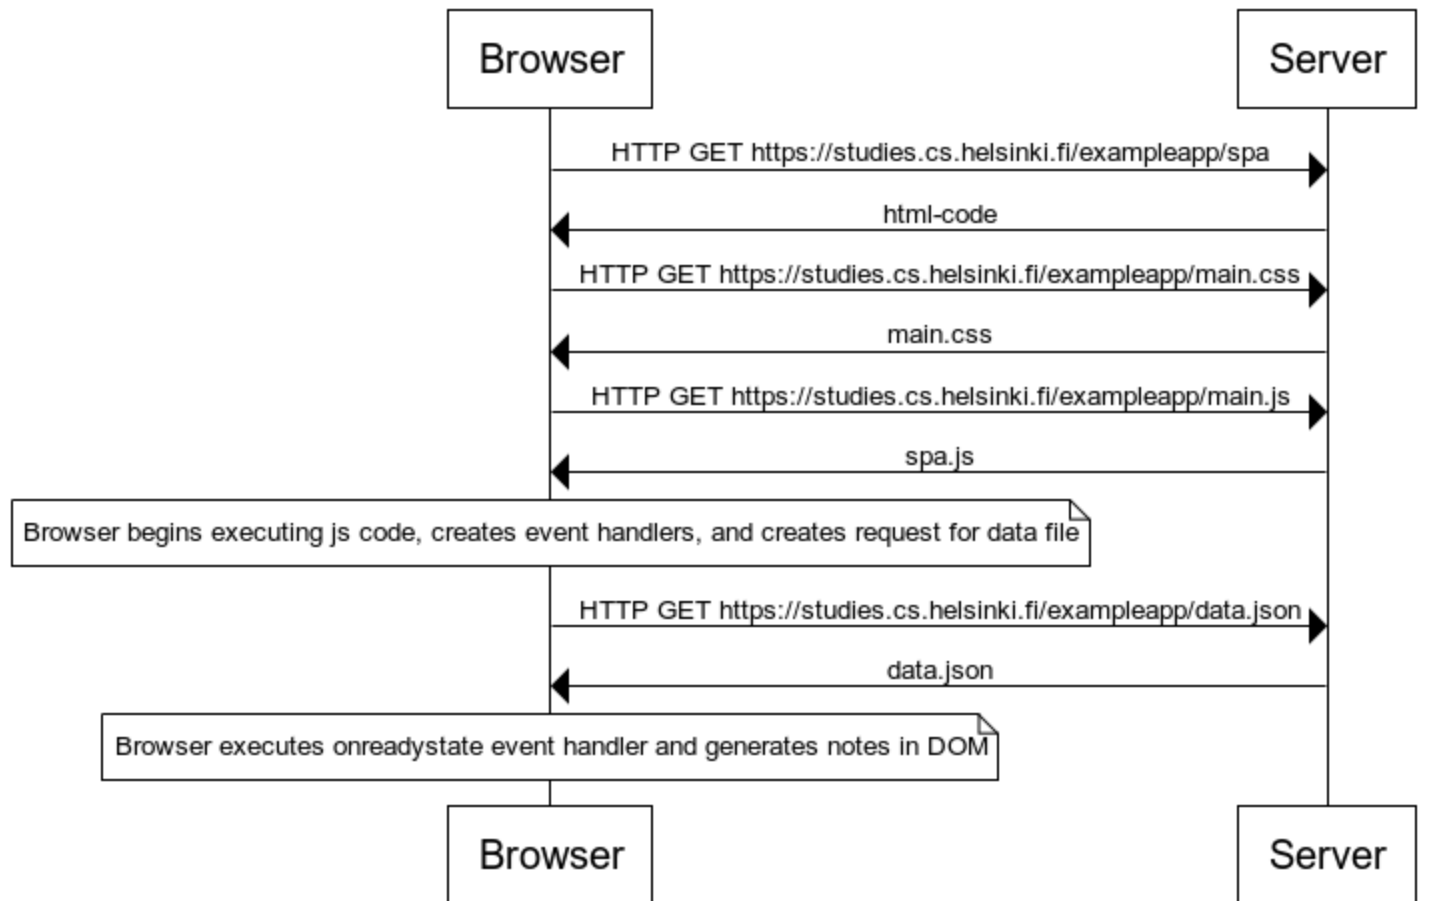 Browser
Server
HTTP GET https://studies.cs.helsinki.fi/exampleapp/spa
html-code
HTTP GET https://studies.cs.helsinki.fi/exampleapp/main.css
main.css
HTTP GET https://studies.cs.helsinki.fi/exampleapp/main.js
spa.js
Browser begins executing js code, creates event handlers, and creates request for data file
HTTP GET https://studies.cs.helsinki.fi/exampleapp/data.json
data.json
Browser executes onreadystate event handler and generates notes in DOM
Browser
Server